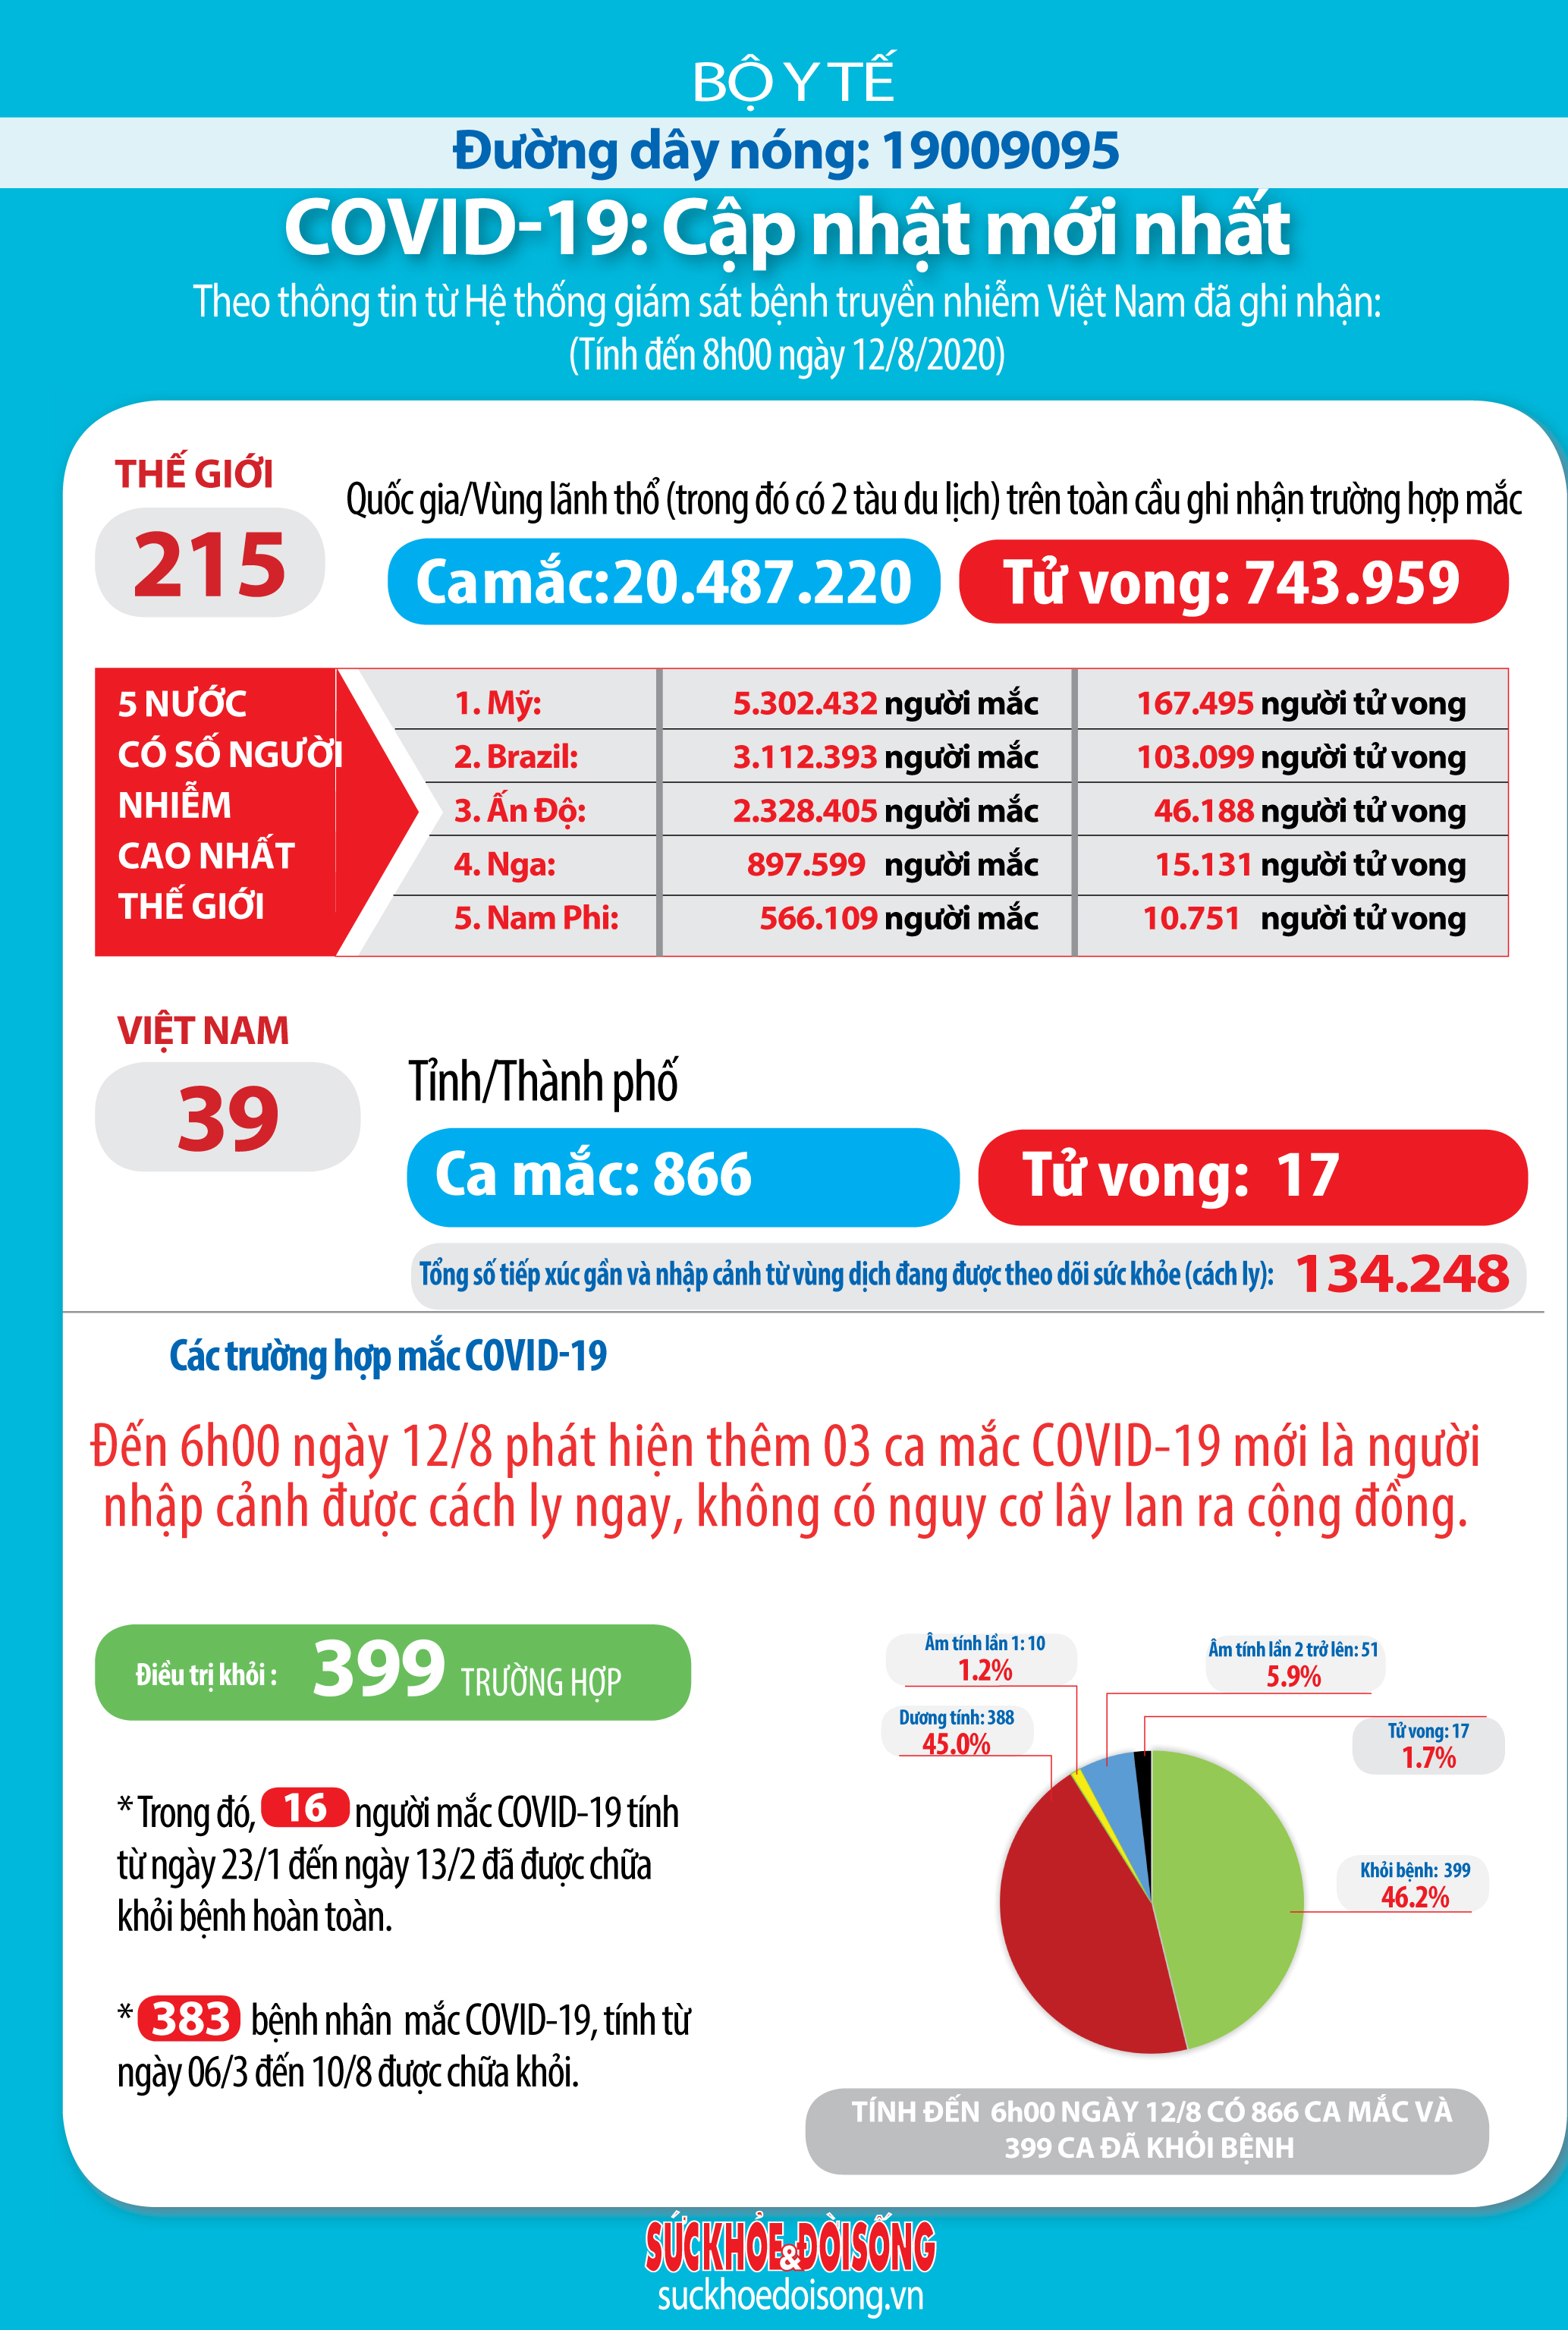 BỘ Y TẾ
Đường dây nóng: 19009095
COVID-19: Cập nhật mới nhất
Theo thông tin từ Hệ thống giám sát bệnh truyền nhiễm Việt Nam đã ghi nhận:
(Tính đến 8h00 ngày 12/8/2020)
THẾ GIỚI
215
Quốc gia/Vùng lãnh thổ (trong đó có 2 tàu du lịch) trên toàn cầu ghi nhận trường hợp mắc
Ca mắc:20.487.220
Tử vong: 743.959
5 NƯỚC
CÓ SỐ NGƯỜI
NHIỄM
CAO NHẤT
THẾ GIỚI
1. Mỹ: 5.302.432 người mắc 167.495 người tử vong
2. Brazil: 3.112.393 người mắc 103.099 người tử vong
3. Ấn Độ: 2.328.405 người mắc 46.188 người tử vong
4. Nga: 897.599 người mắc 15.131 người tử vong
5. Nam Phi: 566.109 người mắc 10.751 người tử vong
VIỆT NAM
39
Tỉnh/Thành phố
Ca mắc: 866
Tử vong: 17
Tổng số tiếp xúc gần và nhập cảnh từ vùng dịch đang được theo dõi sức khỏe (cách ly): 134.248
Các trường hợp mắc COVID-19
Đến 6h00 ngày 12/8 phát hiện thêm 03 ca mắc COVID-19 mới là người
nhập cảnh được cách ly ngay, không có nguy cơ lây lan ra cộng đồng.
Điều trị khỏi : 399 TRƯỜNG HỢP
* Trong đó, 16 người mắc COVID-19 tính
từ ngày 23/1 đến ngày 13/2 đã được chữa
khỏi bệnh hoàn toàn.
* 383 bệnh nhân mắc COVID-19, tính từ
ngày 06/3 đến 10/8 được chữa khỏi.
Âm tính lần 1: 10
1.2%
Âm tính lần 2 trở lên: 51
5.9%
Dương tính: 388
45.0%
Tử vong: 17
1.7%
Khỏi bệnh: 399
46.2%
TÍNH ĐẾN 6h00 NGÀY 12/8 CÓ 866 CA MẮC VÀ
399 CA ĐÃ KHỎI BỆNH
SỨC KHỎE & ĐỜI SỐNG
suckhoedoisong.vn